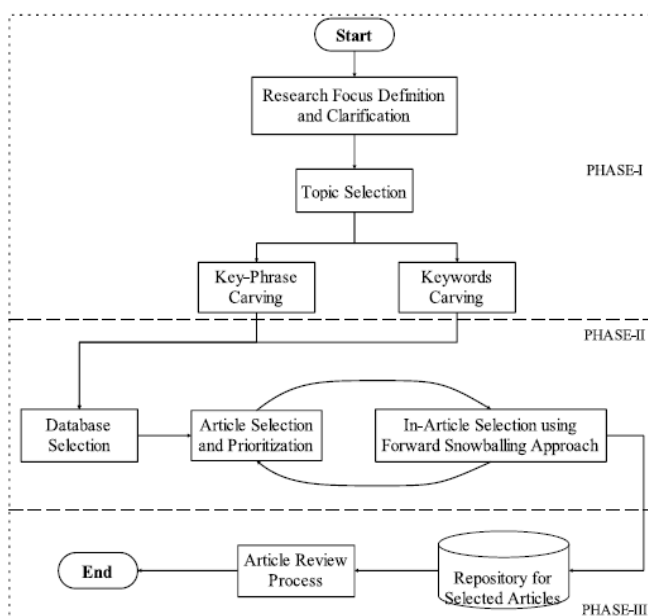 Start
Research Focus Definition
and Clarification
PHASE-I
Topic Selection
Key-Phrase
Carving
Keywords
Carving
PHASE-II
Database
Selection
Article Selection
and Prioritization
In-Article Selection using
Forward Snowballing Approach
End
Article Review
Process
Repository for
Selected Articles
PHASE-III